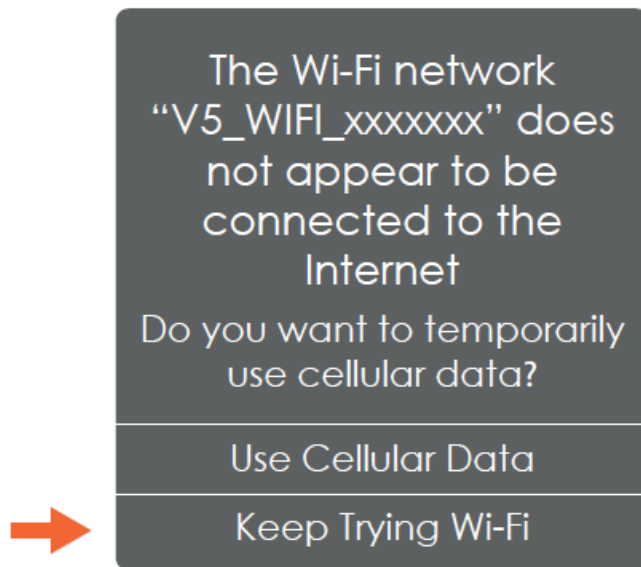 The Wi-Fi network
“V5_WIFI_xxxxxxx” does
not appear to be
connected to the
Internet
Do you want to temporarily
use cellular data?
Use Cellular Data
Keep Trying Wi-Fi